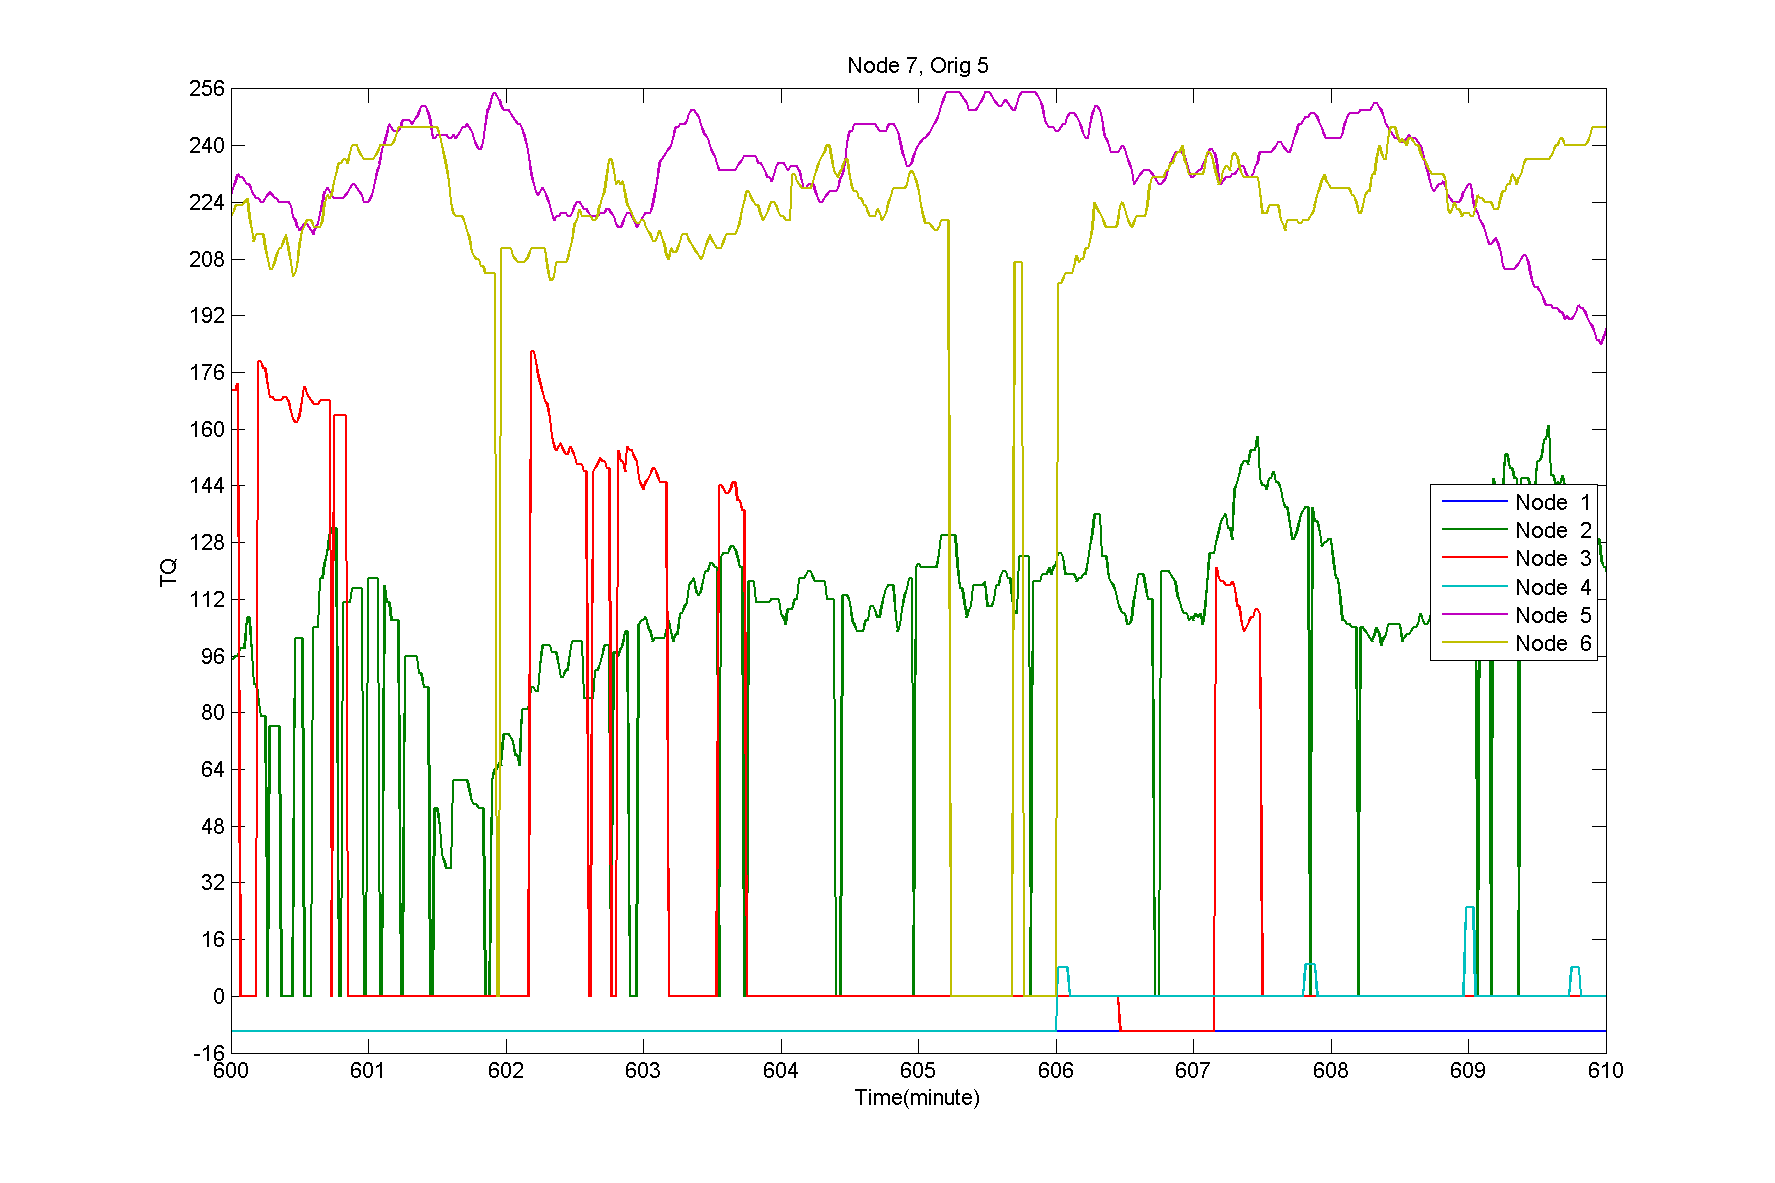 Node 7, Orig 5
256
240
224
208
192
176
160
144
128
112
96
80
64
48
32
16
0
-16
TQ
Node 1
Node 2
Node 3
Node 4
Node 5
Node 6
600 601 602 603 604 605 606 607 608 609 610
Time(minute)